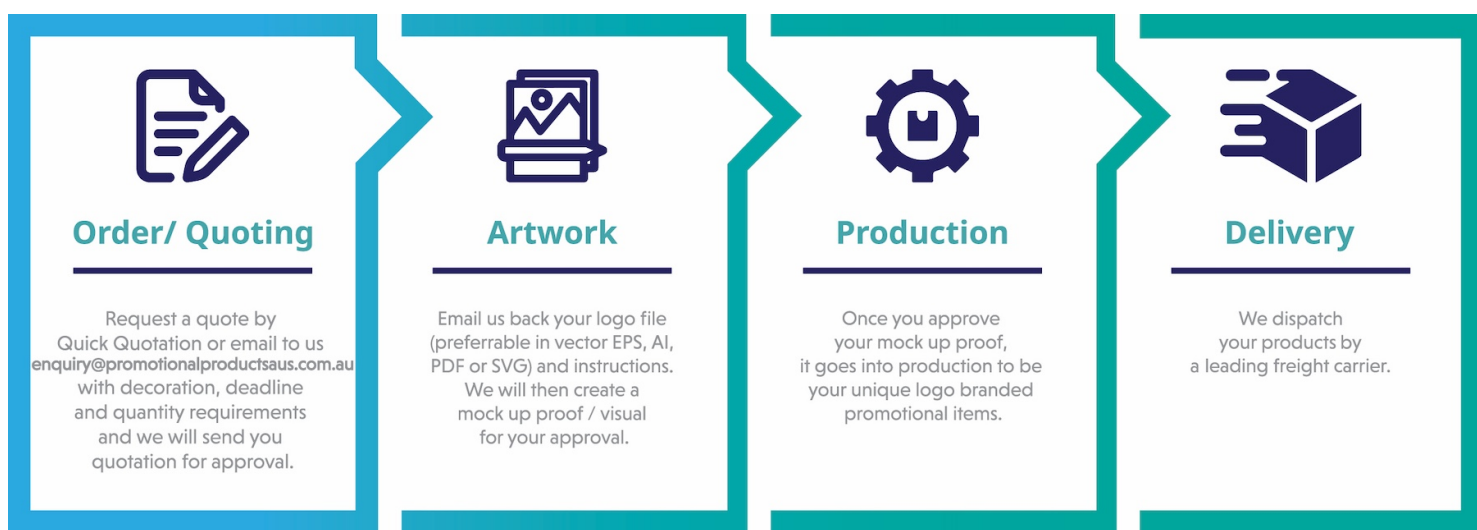 Order/ Quoting
Request a quote by
Quick Quotation or email to us
enquiry@promotionalproductsaus.com.au
with decoration, deadline
and quantity requirements
and we will send you
quotation for approval.
Artwork
Email us back your logo file
(preferrable in vector EPS, AI,
PDF or SVG) and instructions.
We will then create a
mock up proof / visual
for your approval.
Production
Once you approve
your mock up proof,
it goes into production to be
your unique logo branded
promotional items.
Delivery
We dispatch
your products by
a leading freight carrier.